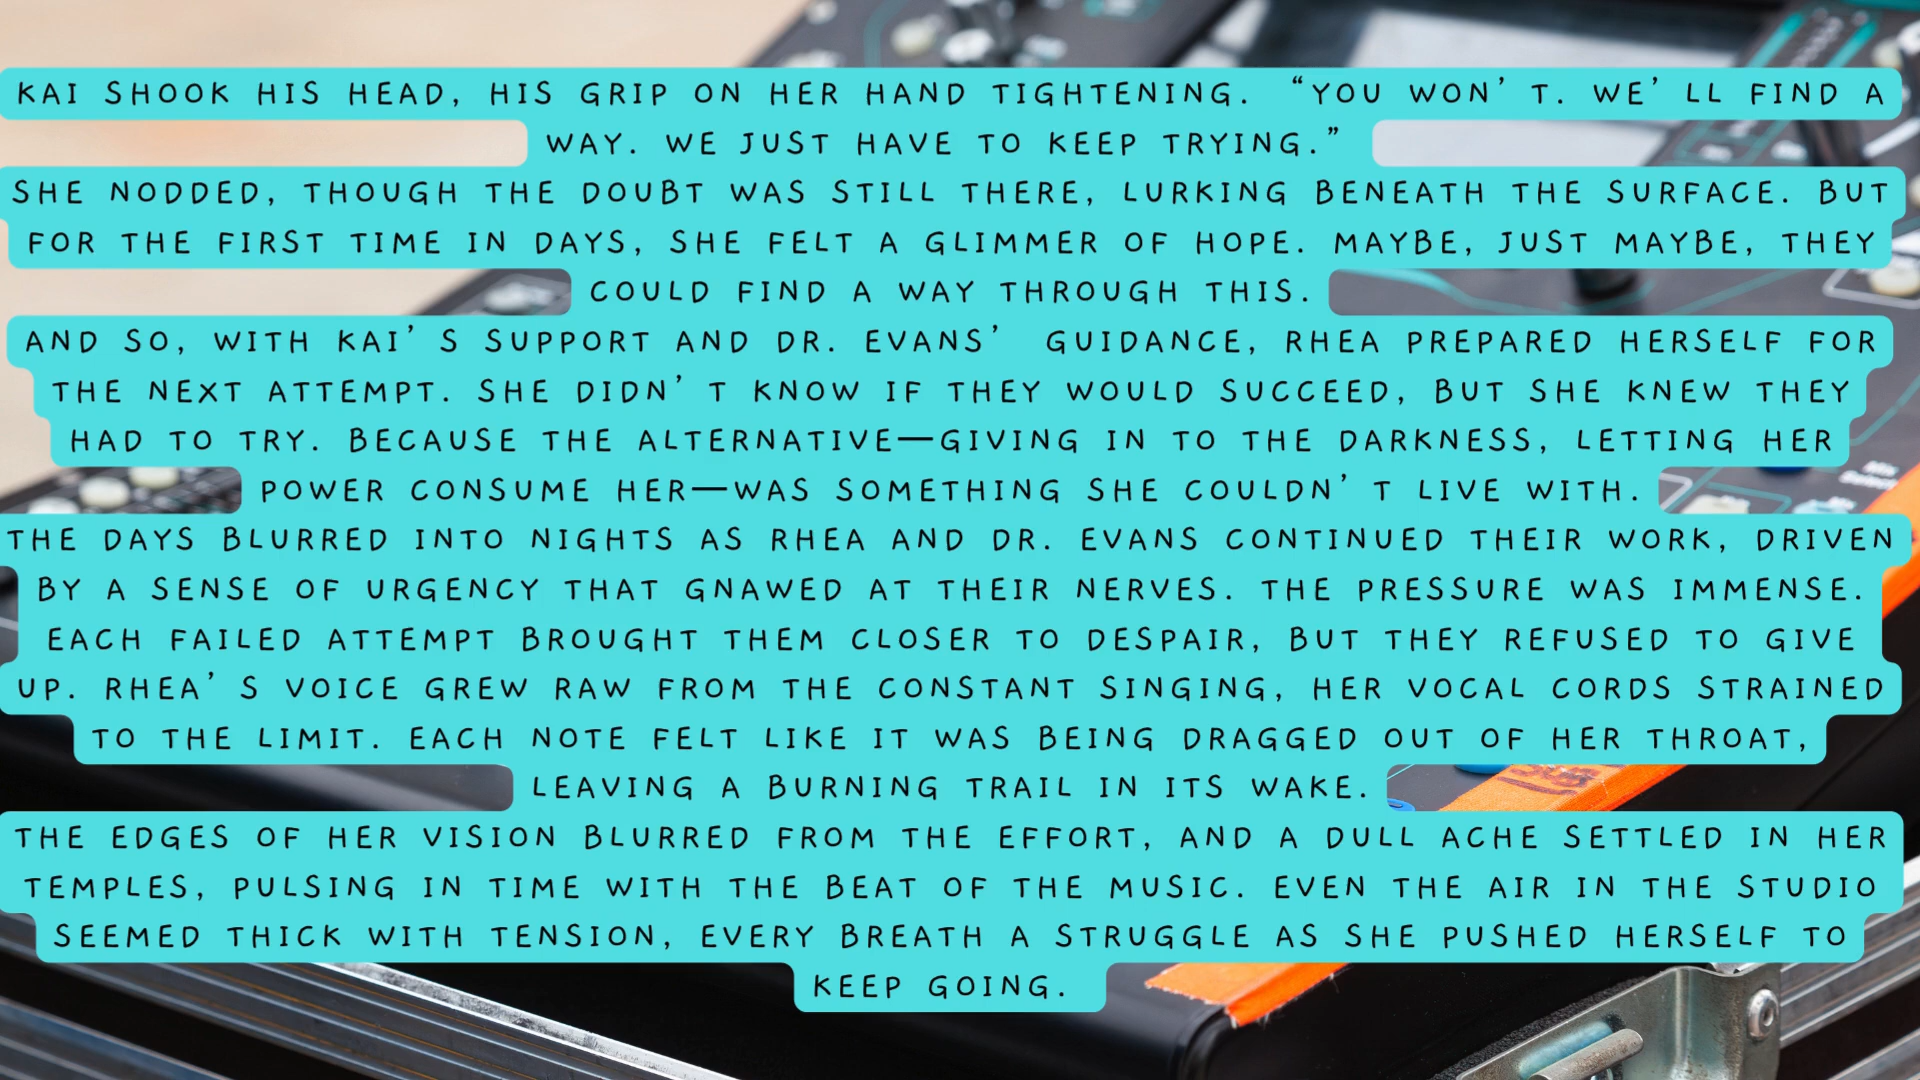 KAI SHOOK HIS HEAD, HIS GRIP ON HER HAND TIGHTENING. “YOU WON’T. WE’LL FIND A
WAY. WE JUST HAVE TO KEEP TRYING.”
SHE NODDED, THOUGH THE DOUBT WAS STILL THERE, LURKING BENEATH THE SURFACE. BUT
FOR THE FIRST TIME IN DAYS, SHE FELT A GLIMMER OF HOPE. MAYBE, JUST MAYBE, THEY
COULD FIND A WAY THROUGH THIS.
AND SO, WITH KAI’S SUPPORT AND DR. EVANS’ GUIDANCE, RHEA PREPARED HERSELF FOR
THE NEXT ATTEMPT. SHE DIDN’T KNOW IF THEY WOULD SUCCEED, BUT SHE KNEW THEY
HAD TO TRY. BECAUSE THE ALTERNATIVE—GIVING IN TO THE DARKNESS, LETTING HER
POWER CONSUME HER—WAS SOMETHING SHE COULDN’T LIVE WITH.
THE DAYS BLURRED INTO NIGHTS AS RHEA AND DR. EVANS CONTINUED THEIR WORK, DRIVEN
BY A SENSE OF URGENCY THAT GNAWED AT THEIR NERVES. THE PRESSURE WAS IMMENSE.
EACH FAILED ATTEMPT BROUGHT THEM CLOSER TO DESPAIR, BUT THEY REFUSED TO GIVE
UP. RHEA’S VOICE GREW RAW FROM THE CONSTANT SINGING, HER VOCAL CORDS STRAINED
TO THE LIMIT. EACH NOTE FELT LIKE IT WAS BEING DRAGGED OUT OF HER THROAT,
LEAVING A BURNING TRAIL IN ITS WAKE.
THE EDGES OF HER VISION BLURRED FROM THE EFFORT, AND A DULL ACHE SETTLED IN HER
TEMPLES, PULSING IN TIME WITH THE BEAT OF THE MUSIC. EVEN THE AIR IN THE STUDIO
SEEMED THICK WITH TENSION, EVERY BREATH A STRUGGLE AS SHE PUSHED HERSELF TO
KEEP GOING.